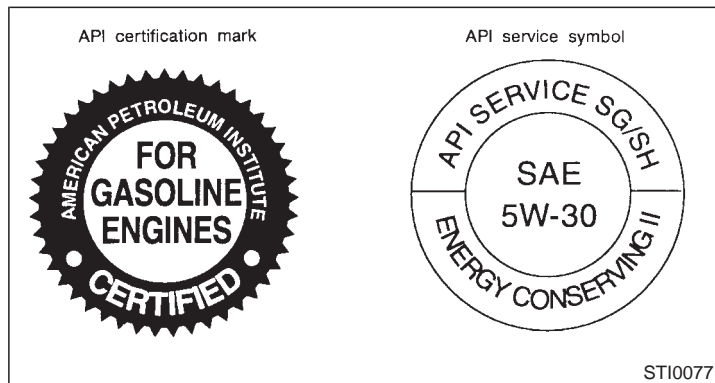 API certification mark
AMERICAN PETROLEUM INSTITUTE
FOR
GASOLINE
ENGINES
CERTIFIED
API service symbol
API SERVICE SG/SH
SAE
5W-30
ENERGY CONSERVING II
STI0077